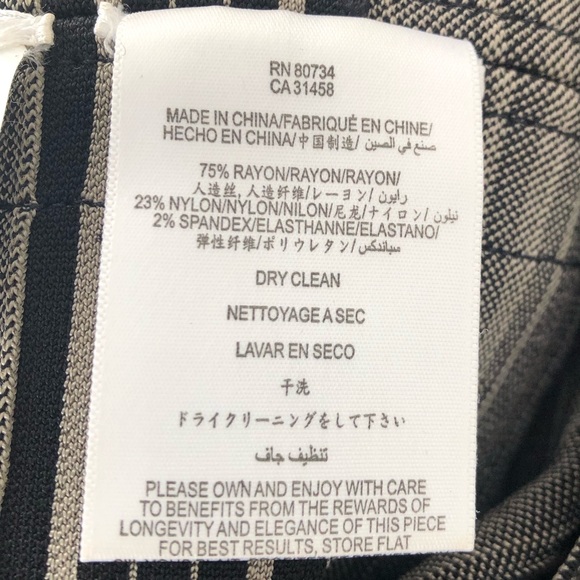 RN 80734
CA 31458
MADE IN CHINA/FABRIQUÉ EN CHINE/
HECHO EN CHINA/中国制造/ صنع في الصين/
75% RAYON/RAYON/RAYON/
人造丝, 人造纤维/レーヨン/ رايون/
23% NYLON/NYLON/NILON/尼龙/ナイロン/ نيلون/
2% SPANDEX/ELASTHANNE/ELASTANO/
弹性纤维/ポリウレタン/ سباندكس/
DRY CLEAN
NETTOYAGE A SEC
LAVAR EN SECO
干洗
ドライクリーニングをして下さい
تنظيف جاف
PLEASE OWN AND ENJOY WITH CARE
TO BENEFITS FROM THE REWARDS OF
LONGEVITY AND ELEGANCE OF THIS PIECE
FOR BEST RESULTS, STORE FLAT